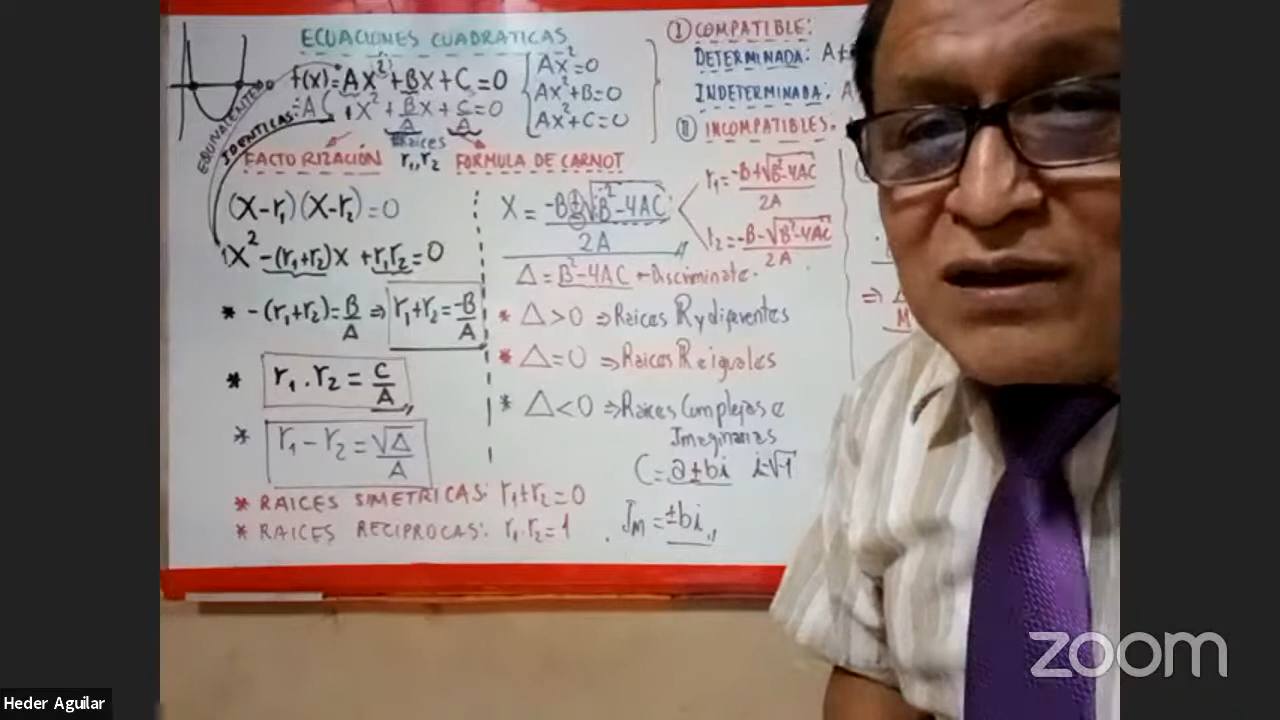 ECUACIONES CUADRATICAS
f(x)=AX²+BX+C=0
=A( 1X²+B/A X+C/A=0
AX²=0
AX²+B=0
AX²+C=0
EQUIVALENTES
IDENTICAS:
Raices
r₁,r₂
FACTORIZACIÓN
FORMULA DE CARNOT
(X-r₁)(X-r₂)=0
1X²-(r₁+r₂)X+r₁r₂=0
* -(r₁+r₂)=B/A ⇒ r₁+r₂=-B/A
* r₁.r₂=C/A
* r₁-r₂=√Δ/A
* RAICES SIMETRICAS: r₁+r₂=0
* RAICES RECIPROCAS: r₁.r₂=1
X=-B±√B²-4AC/2A
r₁=-B+√B²-4AC/2A
r₂=-B-√B²-4AC/2A
Δ=B²-4AC←Discriminate.
* Δ>0 ⇒Raices R y diferentes
* Δ=0 ⇒Raices R e iguales
* Δ<0 ⇒Raices Complejas e
Imaginarias
C=a±bi i=√-1
Im=±bi
I COMPATIBLE:
DETERMINADA: A≠
INDETERMINADA: A
II INCOMPATIBLES.
⇒
M
zoom
Heder Aguilar